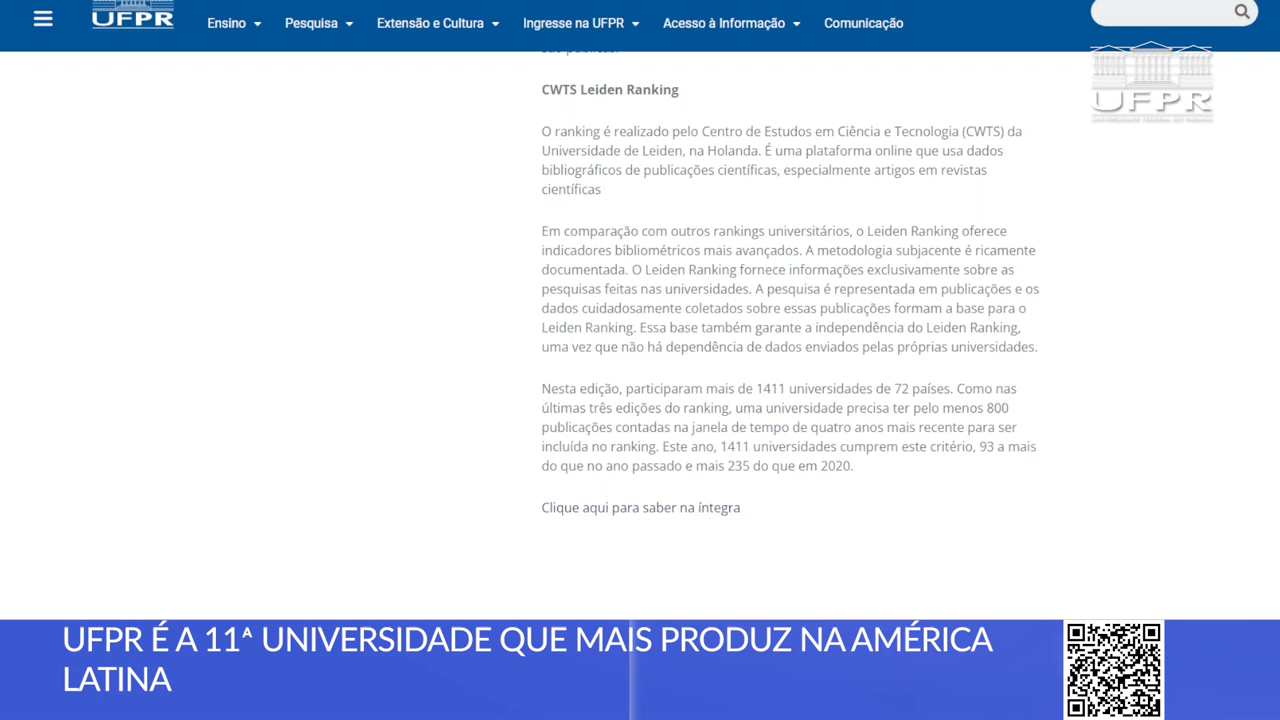 UFPR
Ensino
Pesquisa
Extensão e Cultura
Ingresse na UFPR
Acesso à Informação
Comunicação
UFPR
UNIVERSIDADE FEDERAL DO PARANÁ
CWTS Leiden Ranking
O ranking é realizado pelo Centro de Estudos em Ciência e Tecnologia (CWTS) da
Universidade de Leiden, na Holanda. É uma plataforma online que usa dados
bibliográficos de publicações científicas, especialmente artigos em revistas
científicas
Em comparação com outros rankings universitários, o Leiden Ranking oferece
indicadores bibliométricos mais avançados. A metodologia subjacente é ricamente
documentada. O Leiden Ranking fornece informações exclusivamente sobre as
pesquisas feitas nas universidades. A pesquisa é representada em publicações e os
dados cuidadosamente coletados sobre essas publicações formam a base para o
Leiden Ranking. Essa base também garante a independência do Leiden Ranking,
uma vez que não há dependência de dados enviados pelas próprias universidades.
Nesta edição, participaram mais de 1411 universidades de 72 países. Como nas
últimas três edições do ranking, uma universidade precisa ter pelo menos 800
publicações contadas na janela de tempo de quatro anos mais recente para ser
incluída no ranking. Este ano, 1411 universidades cumprem este critério, 93 a mais
do que no ano passado e mais 235 do que em 2020.
Clique aqui para saber na íntegra
UFPR É A 11ª UNIVERSIDADE QUE MAIS PRODUZ NA AMÉRICA
LATINA